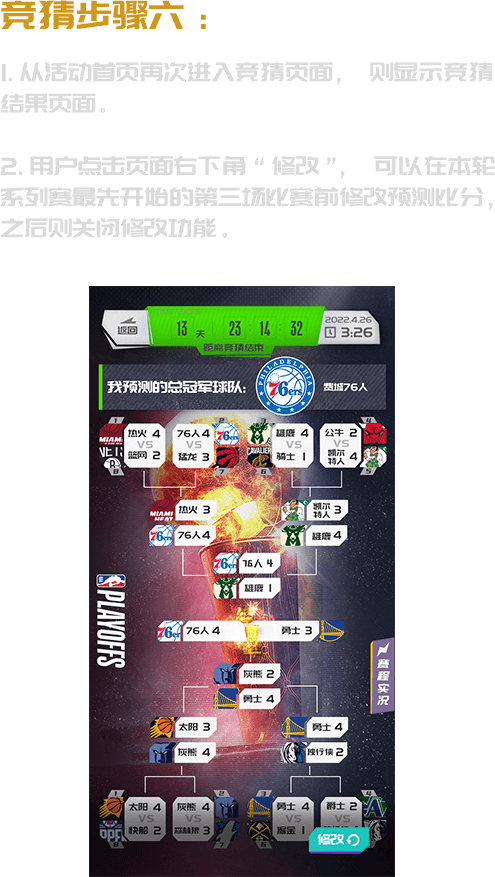 竞猜步骤六：
1. 从活动首页再次进入竞猜页面， 则显示竞猜
结果页面。
2. 用户点击页面右下角“修改”， 可以在本轮
系列赛最先开始的第三场比赛前修改预测比分，
之后则关闭修改功能。
返回
13 天 23 : 14 : 32
2022.4.26
3:26
距离竞猜结束
我预测的总冠军球队：
PHILADELPHIA
76ers
费城76人
1 热火 4 76人 4 雄鹿 4 公牛 2
VS VS VS VS
8 篮网 2 猛龙 3 骑士 1 凯尔特人 4 5
热火 3 凯尔特人 3
76人 4 雄鹿 4
76人 4
雄鹿 1
NBA PLAYOFFS
76人 4 勇士 3
赛程实况
灰熊 2
勇士 4
太阳 3 勇士 4
灰熊 4 独行侠 2
太阳 4 灰熊 4 勇士 4 爵士 2
VS VS VS VS
快船 2 森林狼 3 掘金 1
修改